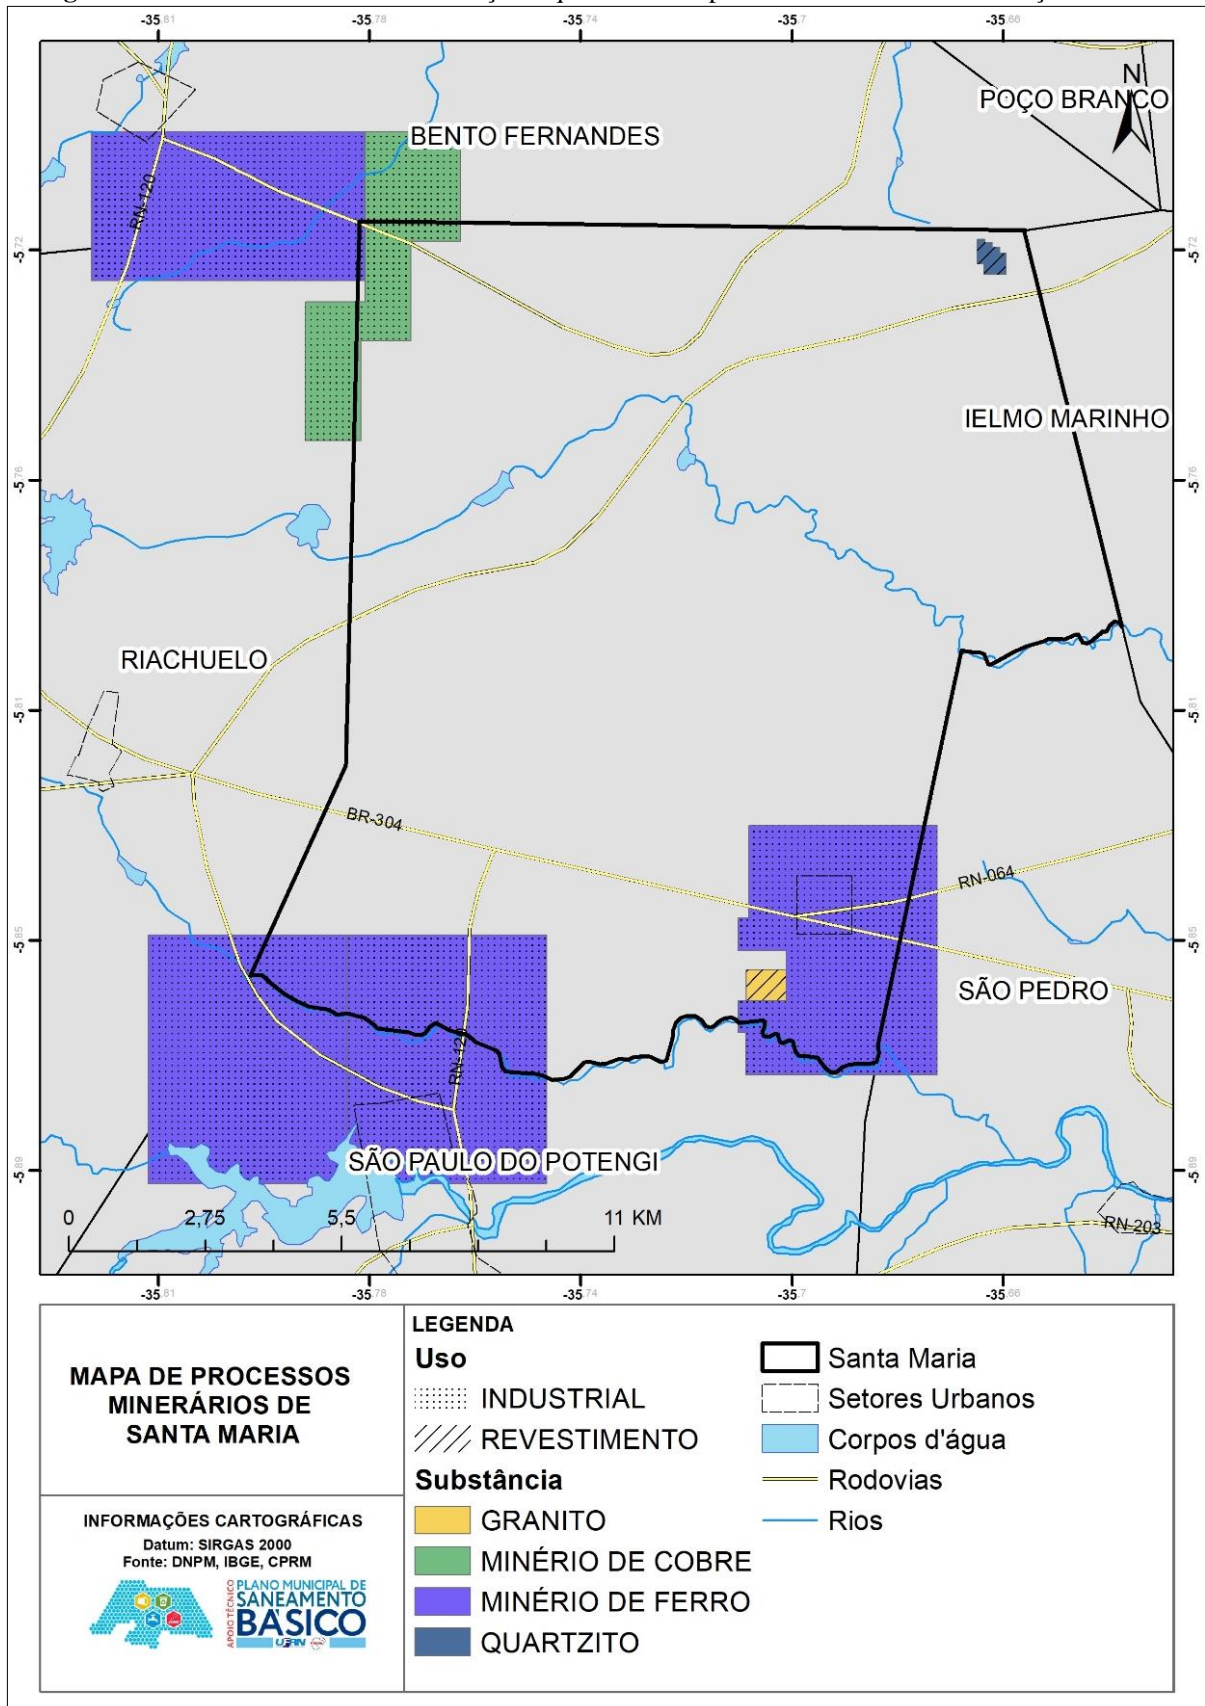 -35.81 -35.78 -35.74 -35.7 -35.66
N
POÇO BRANCO
BENTO FERNANDES
RN-120
-5.72 -5.72
IELMO MARINHO
-5.76 -5.76
RIACHUELO
-5.81 -5.81
BR-304
RN-064
-5.85 -5.85
SÃO PEDRO
RN-120
SÃO PAULO DO POTENGI
-5.89 -5.89
0 2,75 5,5 11 KM
RN-203
-35.81 -35.78 -35.74 -35.7 -35.66
MAPA DE PROCESSOS
MINERÁRIOS DE
SANTA MARIA
INFORMAÇÕES CARTOGRÁFICAS
Datum: SIRGAS 2000
Fonte: DNPM, IBGE, CPRM
APOIO TÉCNICO
PLANO MUNICIPAL DE
SANEAMENTO
BÁSICO
UFRN
LEGENDA
Uso
INDUSTRIAL
REVESTIMENTO
Substância
GRANITO
MINÉRIO DE COBRE
MINÉRIO DE FERRO
QUARTZITO
Santa Maria
Setores Urbanos
Corpos d'água
Rodovias
Rios